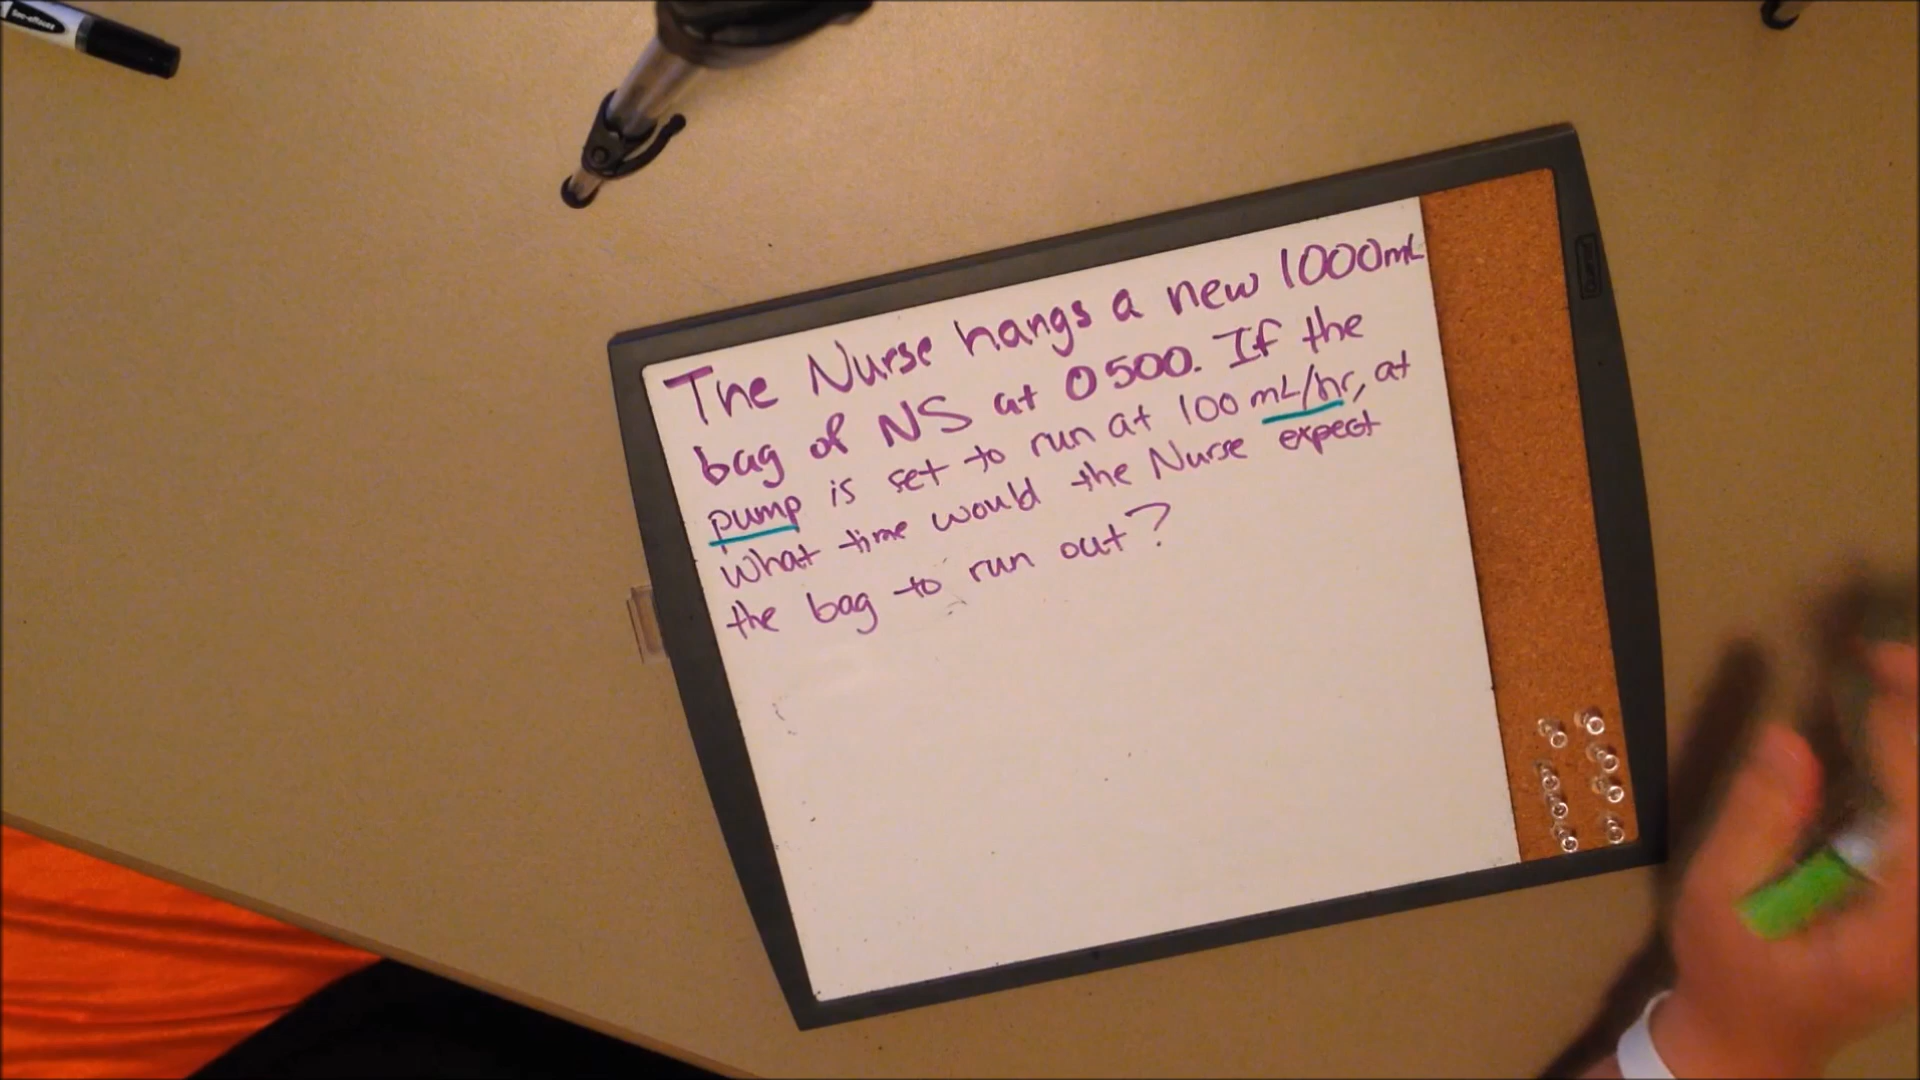 The Nurse hangs a new 1000mL
bag of NS at 0500. If the
pump is set to run at 100 mL/hr, at
what time would the Nurse expect
the bag to run out?